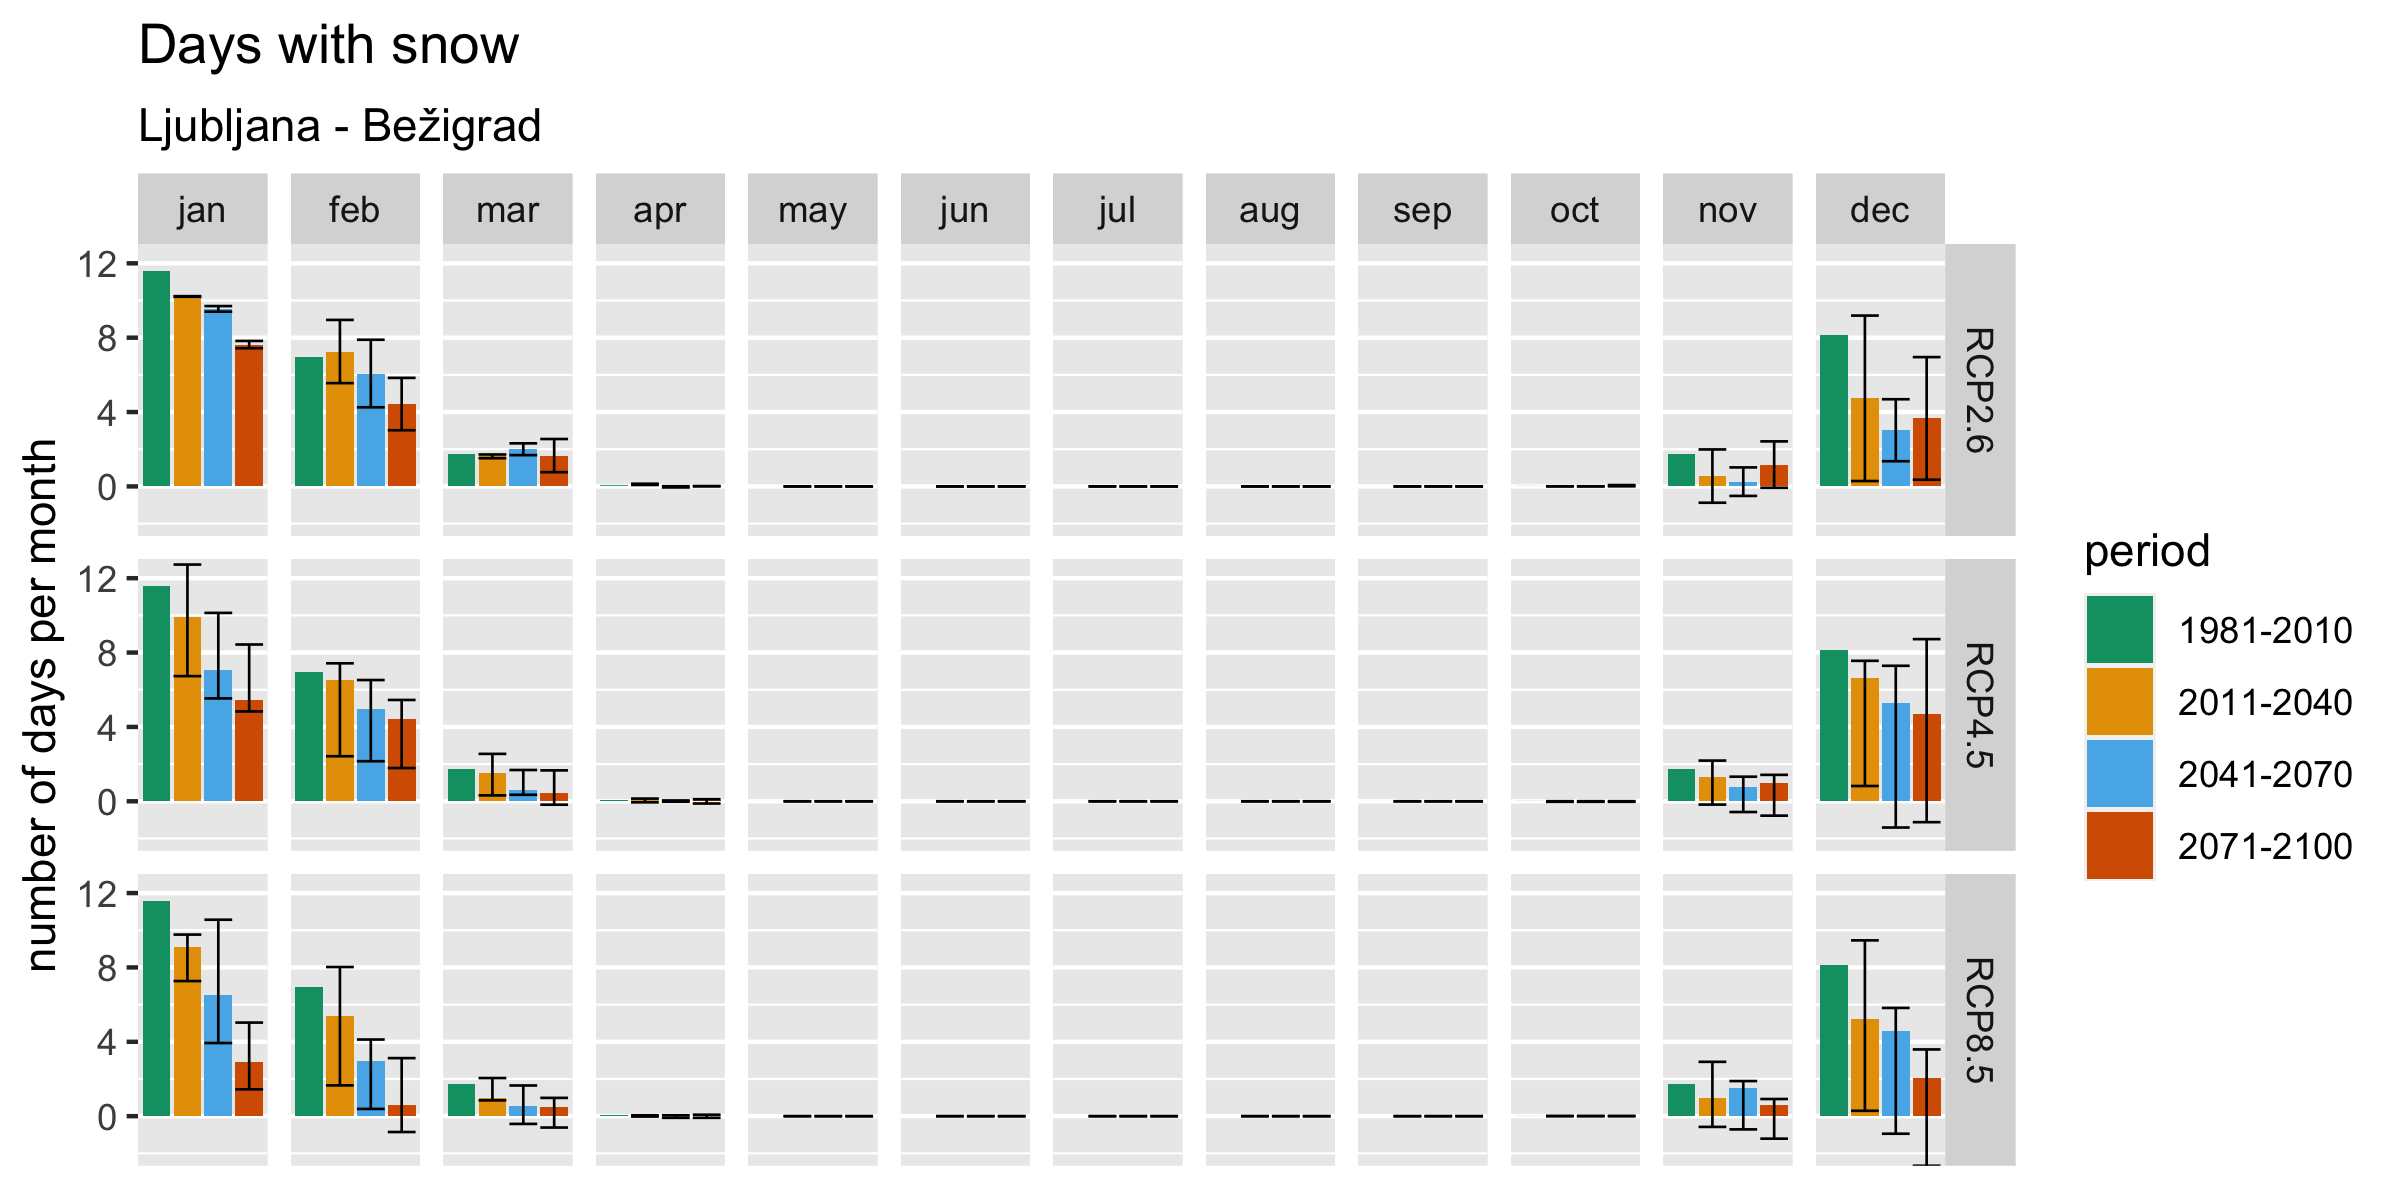 Days with snow
Ljubljana - Bežigrad
jan feb mar apr may jun jul aug sep oct nov dec
12
8
4
0
RCP2.6
12
8
4
0
RCP4.5
12
8
4
0
RCP8.5
number of days per month
period
1981-2010
2011-2040
2041-2070
2071-2100